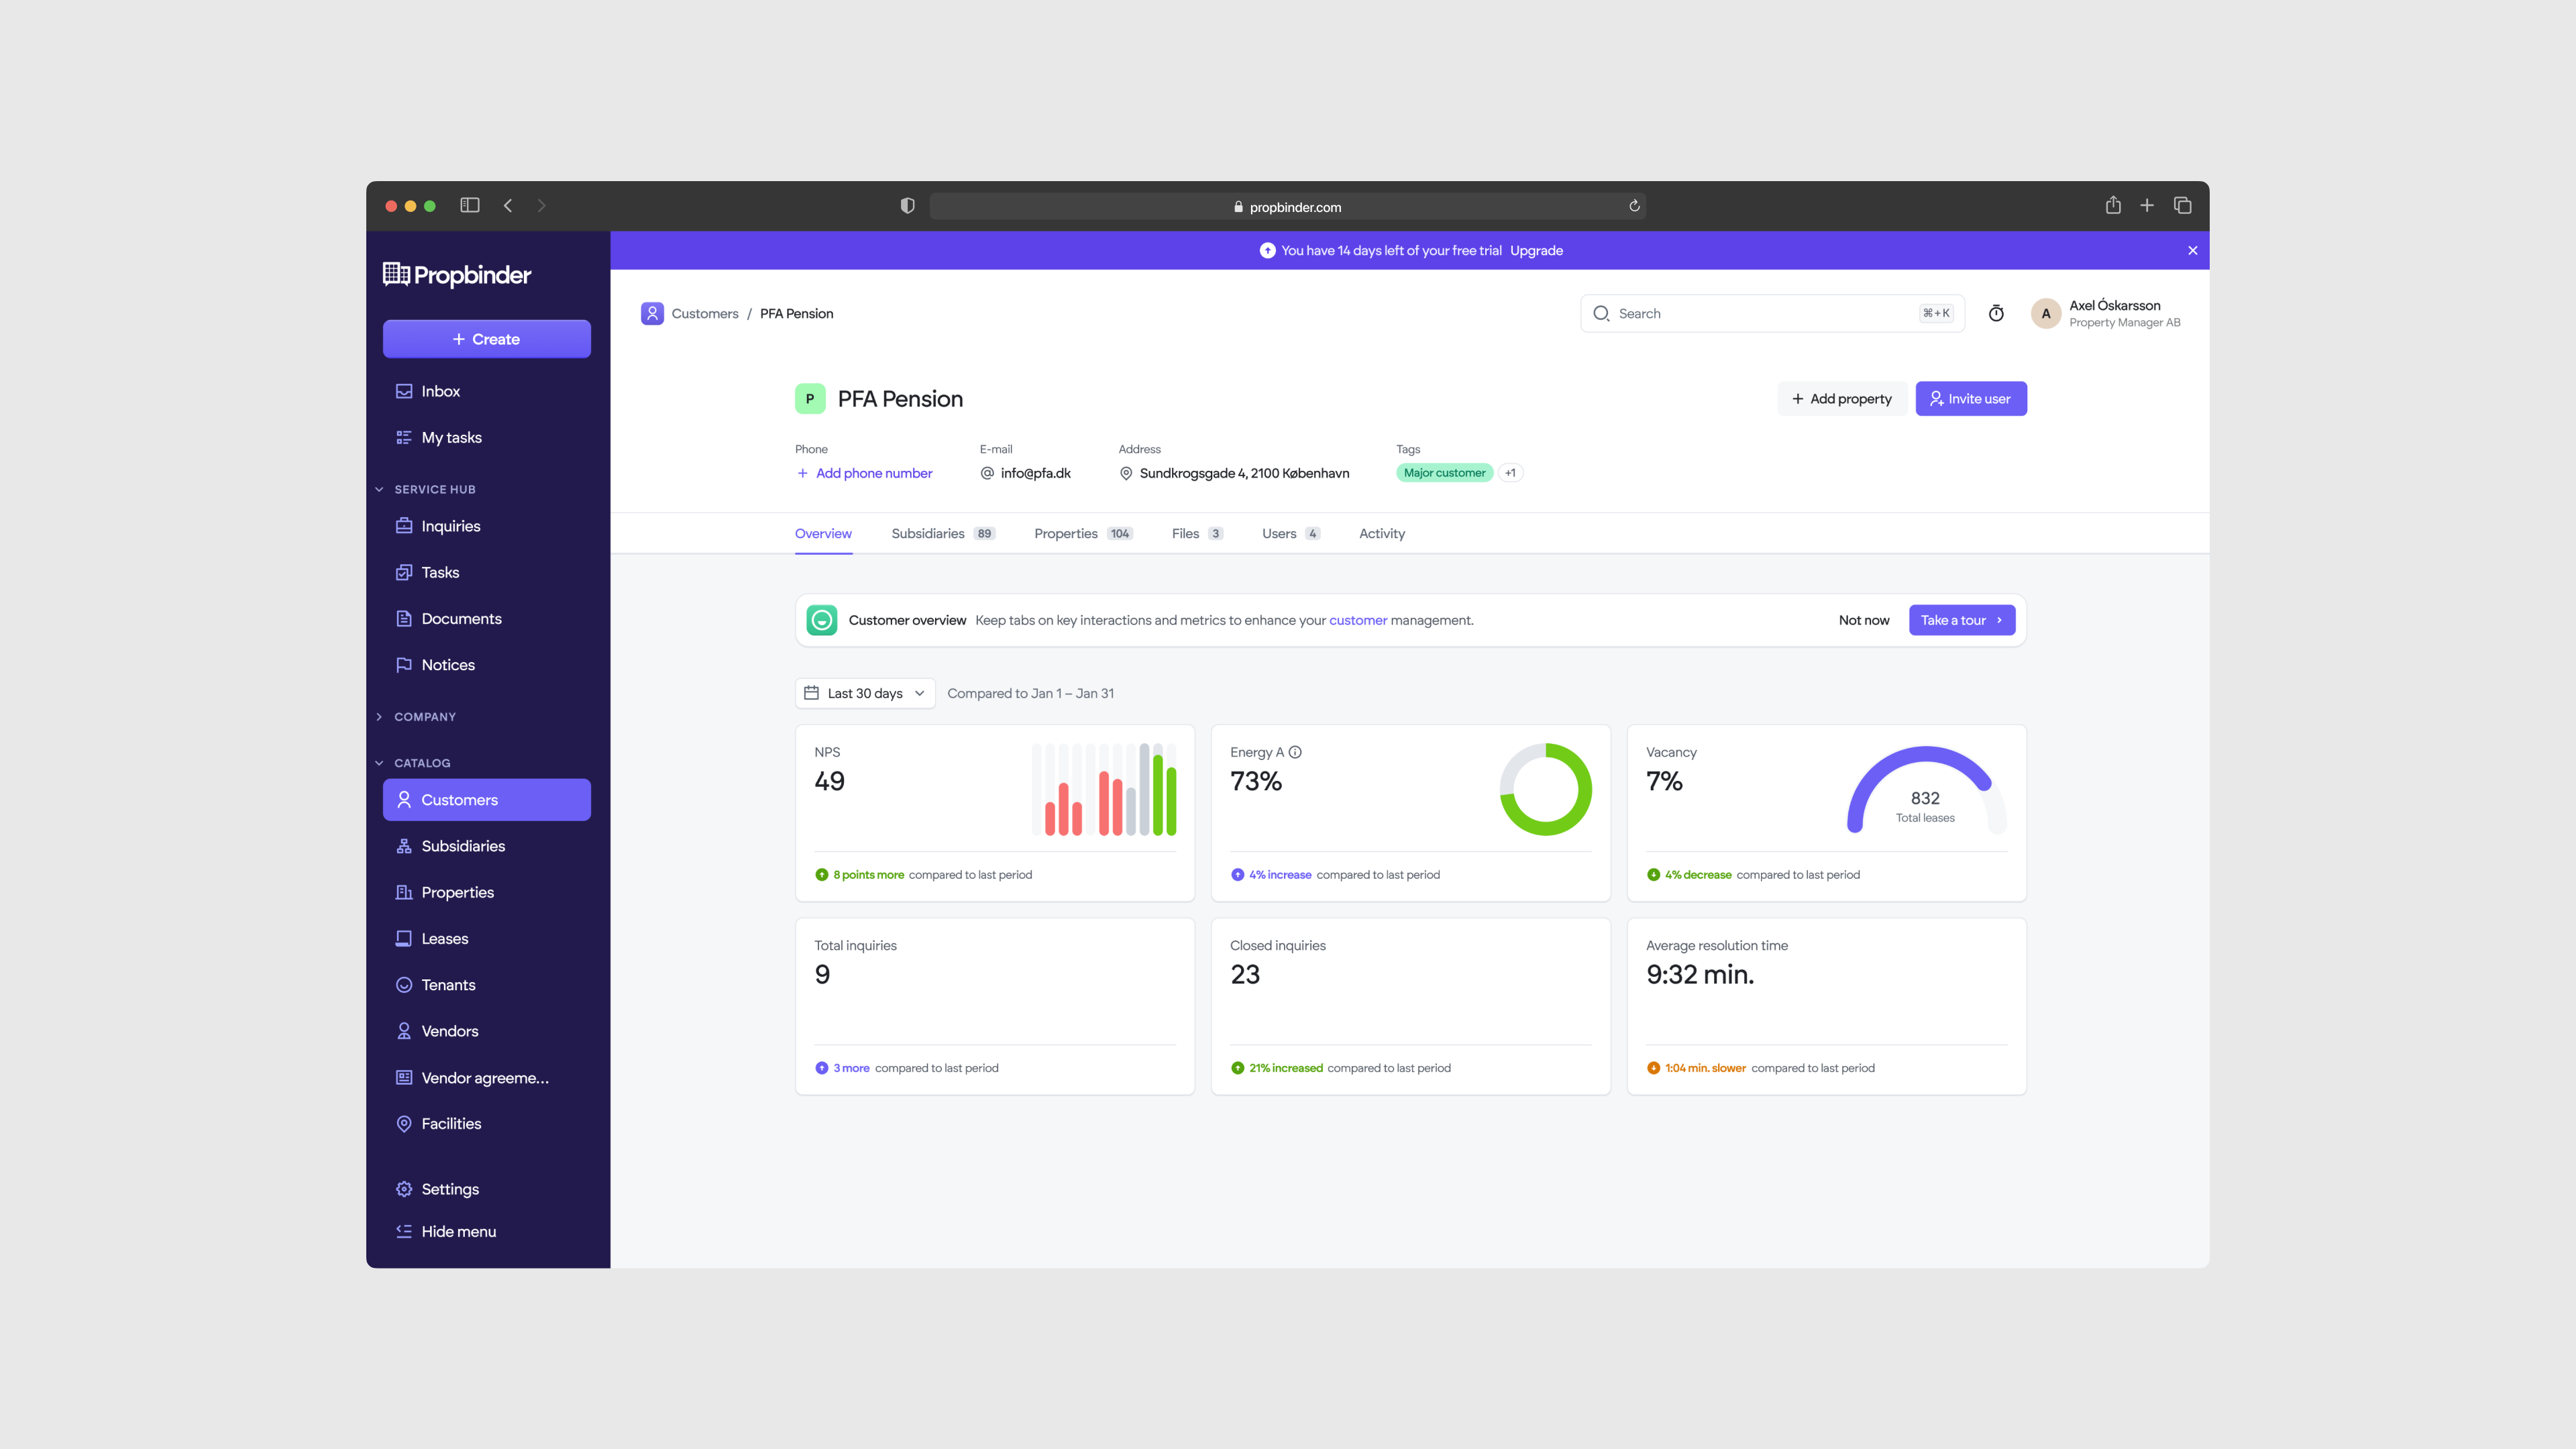 propbinder.com
Propbinder
You have 14 days left of your free trial Upgrade
Customers / PFA Pension
Search
⌘+K
A
Axel Óskarsson
Property Manager AB
Create
Inbox
My tasks
SERVICE HUB
Inquiries
Tasks
Documents
Notices
COMPANY
CATALOG
Customers
Subsidiaries
Properties
Leases
Tenants
Vendors
Vendor agreeme...
Facilities
Settings
Hide menu
P PFA Pension
+ Add property
Invite user
Phone
+ Add phone number
E-mail
@ info@pfa.dk
Address
Sundkrogsgade 4, 2100 København
Tags
Major customer +1
Overview Subsidiaries 89 Properties 104 Files 3 Users 4 Activity
Customer overview Keep tabs on key interactions and metrics to enhance your customer management.
Not now
Take a tour
Last 30 days
Compared to Jan 1 – Jan 31
NPS
49
8 points more compared to last period
Energy A
73%
4% increase compared to last period
Vacancy
7%
832
Total leases
4% decrease compared to last period
Total inquiries
9
3 more compared to last period
Closed inquiries
23
21% increased compared to last period
Average resolution time
9:32 min.
1:04 min. slower compared to last period